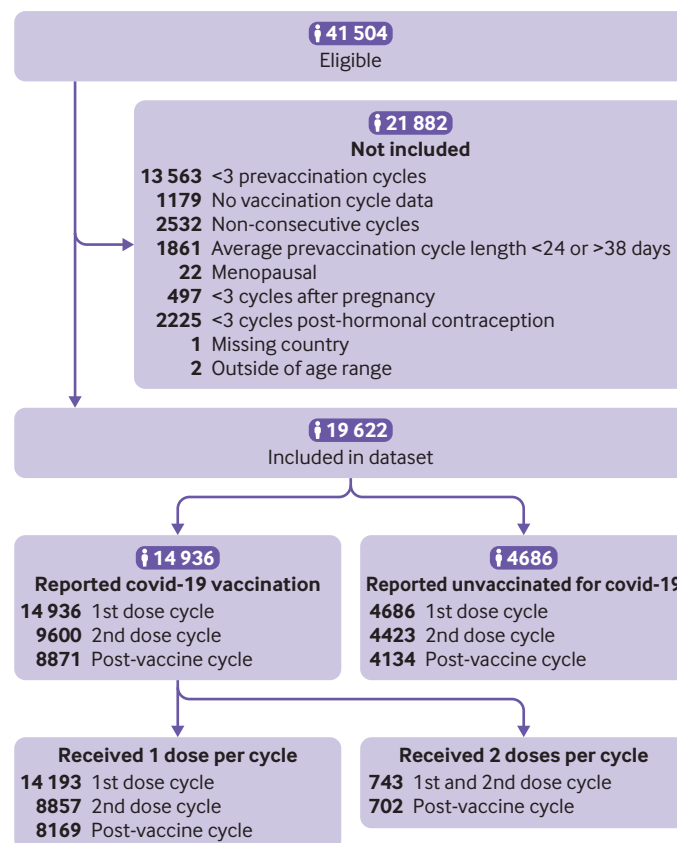 41 504
Eligible
21 882
Not included
13 563 <3 prevaccination cycles
1179 No vaccination cycle data
2532 Non-consecutive cycles
1861 Average prevaccination cycle length <24 or >38 days
22 Menopausal
497 <3 cycles after pregnancy
2225 <3 cycles post-hormonal contraception
1 Missing country
2 Outside of age range
19 622
Included in dataset
14 936
Reported covid-19 vaccination
14 936 1st dose cycle
9600 2nd dose cycle
8871 Post-vaccine cycle
4686
Reported unvaccinated for covid-19
4686 1st dose cycle
4423 2nd dose cycle
4134 Post-vaccine cycle
Received 1 dose per cycle
14 193 1st dose cycle
8857 2nd dose cycle
8169 Post-vaccine cycle
Received 2 doses per cycle
743 1st and 2nd dose cycle
702 Post-vaccine cycle